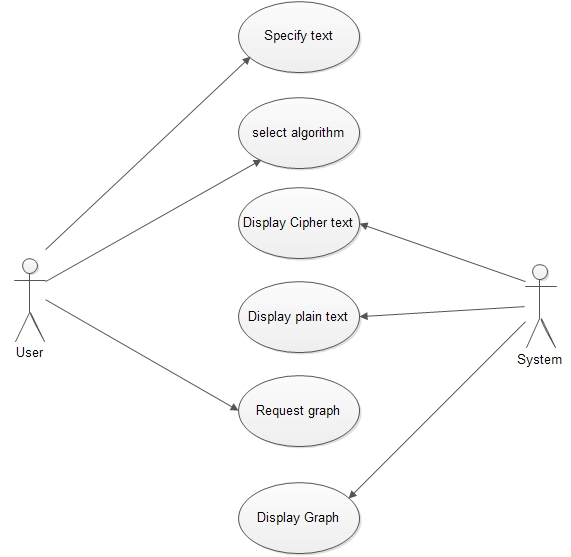 Specify text
select algorithm
Display Cipher text
Display plain text
User
System
Request graph
Display Graph